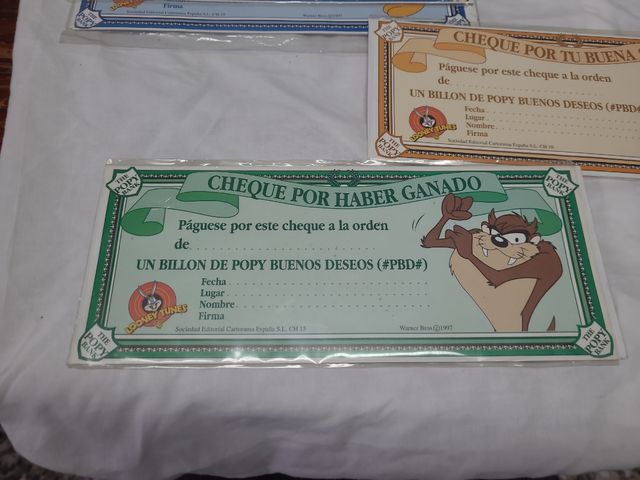 Firma
Sociedad Editorial Cartorama España S.L. CH 19
Warner Bros.©1997
CHEQUE POR TU BUENA
Páguese por este cheque a la orden
de
UN BILLON DE POPY BUENOS DESEOS (#PBD#
Fecha
Lugar
Nombre
Firma
LOONEY TUNES
Sociedad Editorial Cartorama España S.L. CH 10
THE POPY BANK
CHEQUE POR HABER GANADO
THE POPY BANK
Páguese por este cheque a la orden
de
UN BILLON DE POPY BUENOS DESEOS (#PBD#)
Fecha
Lugar
Nombre
Firma
LOONEY TUNES
Sociedad Editorial Cartorama España S.L. CH 15
Warner Bros.©1997
THE POPY BANK
THE POPY BANK